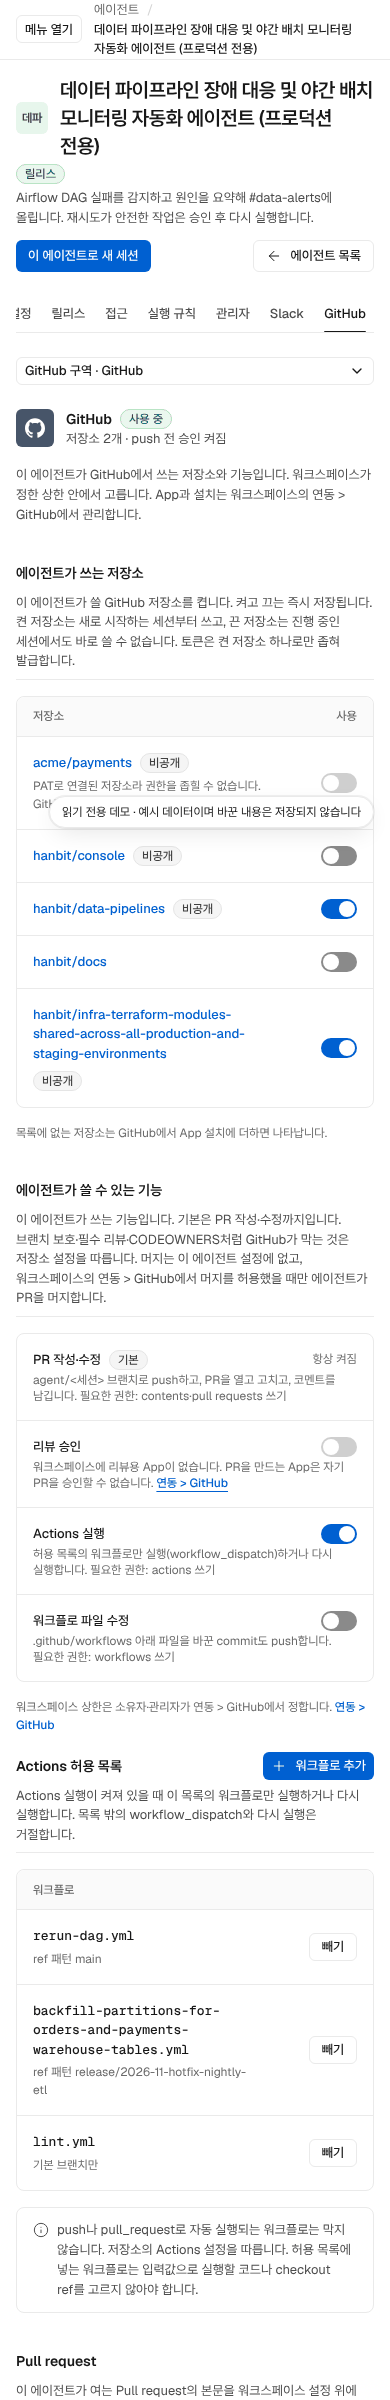 에이전트 /
메뉴 열기
데이터 파이프라인 장애 대응 및 야간 배치 모니터링
자동화 에이전트 (프로덕션 전용)
데파
데이터 파이프라인 장애 대응 및 야간 배치
모니터링 자동화 에이전트 (프로덕션
전용)
릴리스
Airflow DAG 실패를 감지하고 원인을 요약해 #data-alerts에
올립니다. 재시도가 안전한 작업은 승인 후 다시 실행합니다.
이 에이전트로 새 세션
← 에이전트 목록
릴리스 접근 실행 규칙 관리자 Slack GitHub
GitHub 구역 · GitHub
GitHub 사용 중
저장소 2개 · push 전 승인 켜짐
이 에이전트가 GitHub에서 쓰는 저장소와 기능입니다. 워크스페이스가
정한 상한 안에서 고릅니다. App과 설치는 워크스페이스의 연동 >
GitHub에서 관리합니다.
에이전트가 쓰는 저장소
이 에이전트가 쓸 GitHub 저장소를 켭니다. 켜고 끄는 즉시 저장됩니다.
켠 저장소는 새로 시작하는 세션부터 쓰고, 끈 저장소는 진행 중인
세션에서도 바로 쓸 수 없습니다. 토큰은 켠 저장소 하나로만 좁혀
발급합니다.
저장소 사용
acme/payments 비공개
PAT로 연결된 저장소라 권한을 좁힐 수 없습니다.
읽기 전용 데모 · 예시 데이터이며 바꾼 내용은 저장되지 않습니다
hanbit/console 비공개
hanbit/data-pipelines 비공개
hanbit/docs
hanbit/infra-terraform-modules-
shared-across-all-production-and-
staging-environments
비공개
목록에 없는 저장소는 GitHub에서 App 설치에 더하면 나타납니다.
에이전트가 쓸 수 있는 기능
이 에이전트가 쓰는 기능입니다. 기본은 PR 작성·수정까지입니다.
브랜치 보호·필수 리뷰·CODEOWNERS처럼 GitHub가 막는 것은
저장소 설정을 따릅니다. 머지는 이 에이전트 설정에 없고,
워크스페이스의 연동 > GitHub에서 머지를 허용했을 때만 에이전트가
PR을 머지합니다.
PR 작성·수정 기본 항상 켜짐
agent/<세션> 브랜치로 push하고, PR을 열고 고치고, 코멘트를
남깁니다. 필요한 권한: contents·pull requests 쓰기
리뷰 승인
워크스페이스에 리뷰용 App이 없습니다. PR을 만드는 App은 자기
PR을 승인할 수 없습니다. 연동 > GitHub
Actions 실행
허용 목록의 워크플로만 실행(workflow_dispatch)하거나 다시
실행합니다. 필요한 권한: actions 쓰기
워크플로 파일 수정
.github/workflows 아래 파일을 바꾼 commit도 push합니다.
필요한 권한: workflows 쓰기
워크스페이스 상한은 소유자·관리자가 연동 > GitHub에서 정합니다. 연동 >
GitHub
Actions 허용 목록
+ 워크플로 추가
Actions 실행이 켜져 있을 때 이 목록의 워크플로만 실행하거나 다시
실행합니다. 목록 밖의 workflow_dispatch와 다시 실행은
거절합니다.
워크플로
rerun-dag.yml
ref 패턴 main
빼기
backfill-partitions-for-
orders-and-payments-
warehouse-tables.yml
ref 패턴 release/2026-11-hotfix-nightly-
etl
빼기
lint.yml
기본 브랜치만
빼기
push나 pull_request로 자동 실행되는 워크플로는 막지
않습니다. 저장소의 Actions 설정을 따릅니다. 허용 목록에
넣는 워크플로는 입력값으로 실행할 코드나 checkout
ref를 고르지 않아야 합니다.
Pull request
이 에이전트가 여는 Pull request의 본문을 워크스페이스 설정 위에